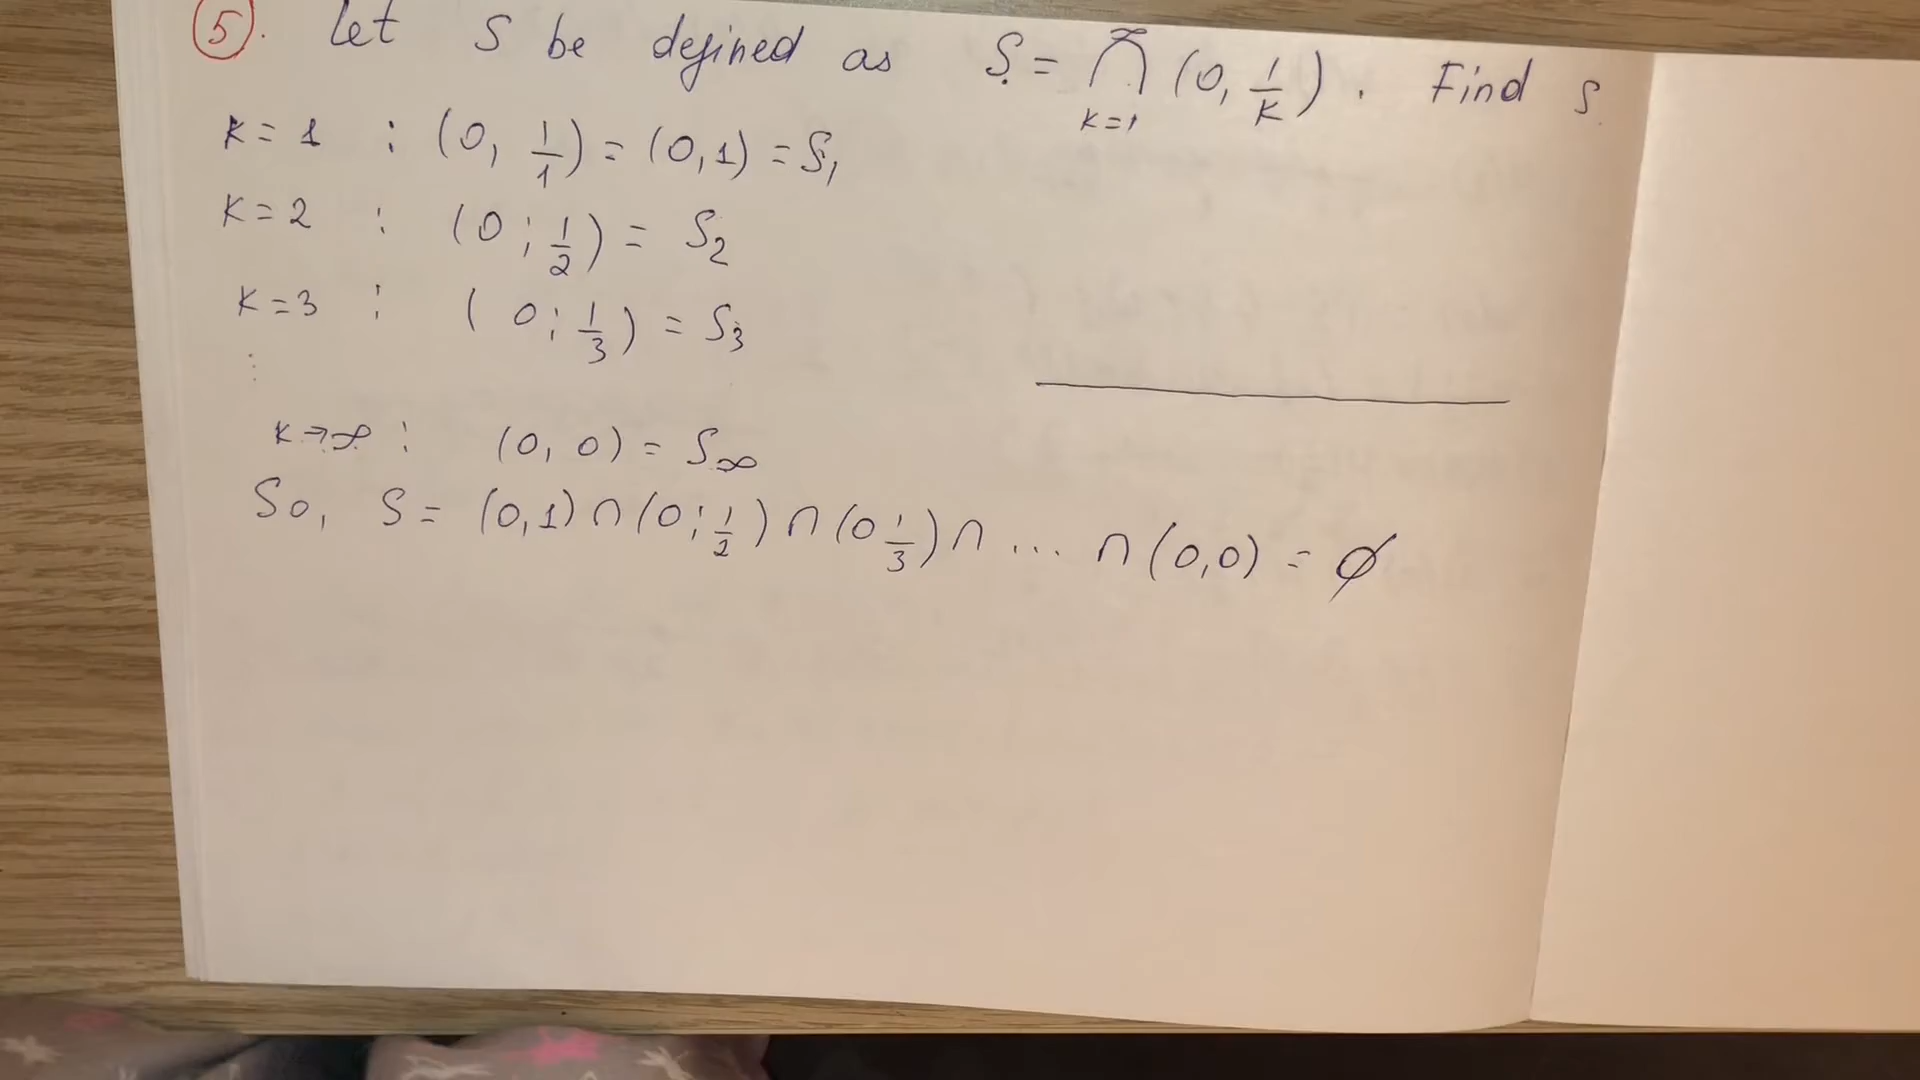 5. Let S be defined as S = ∞⋂k=1 (0, 1/k). Find S.
k = 1 : (0, 1/1) = (0, 1) = S₁
k = 2 : (0; 1/2) = S₂
k = 3 : (0; 1/3) = S₃
⋮
k → ∞ : (0, 0) = S∞
So, S = (0, 1) ∩ (0; 1/2) ∩ (0 1/3) ∩ ... ∩ (0, 0) = ∅